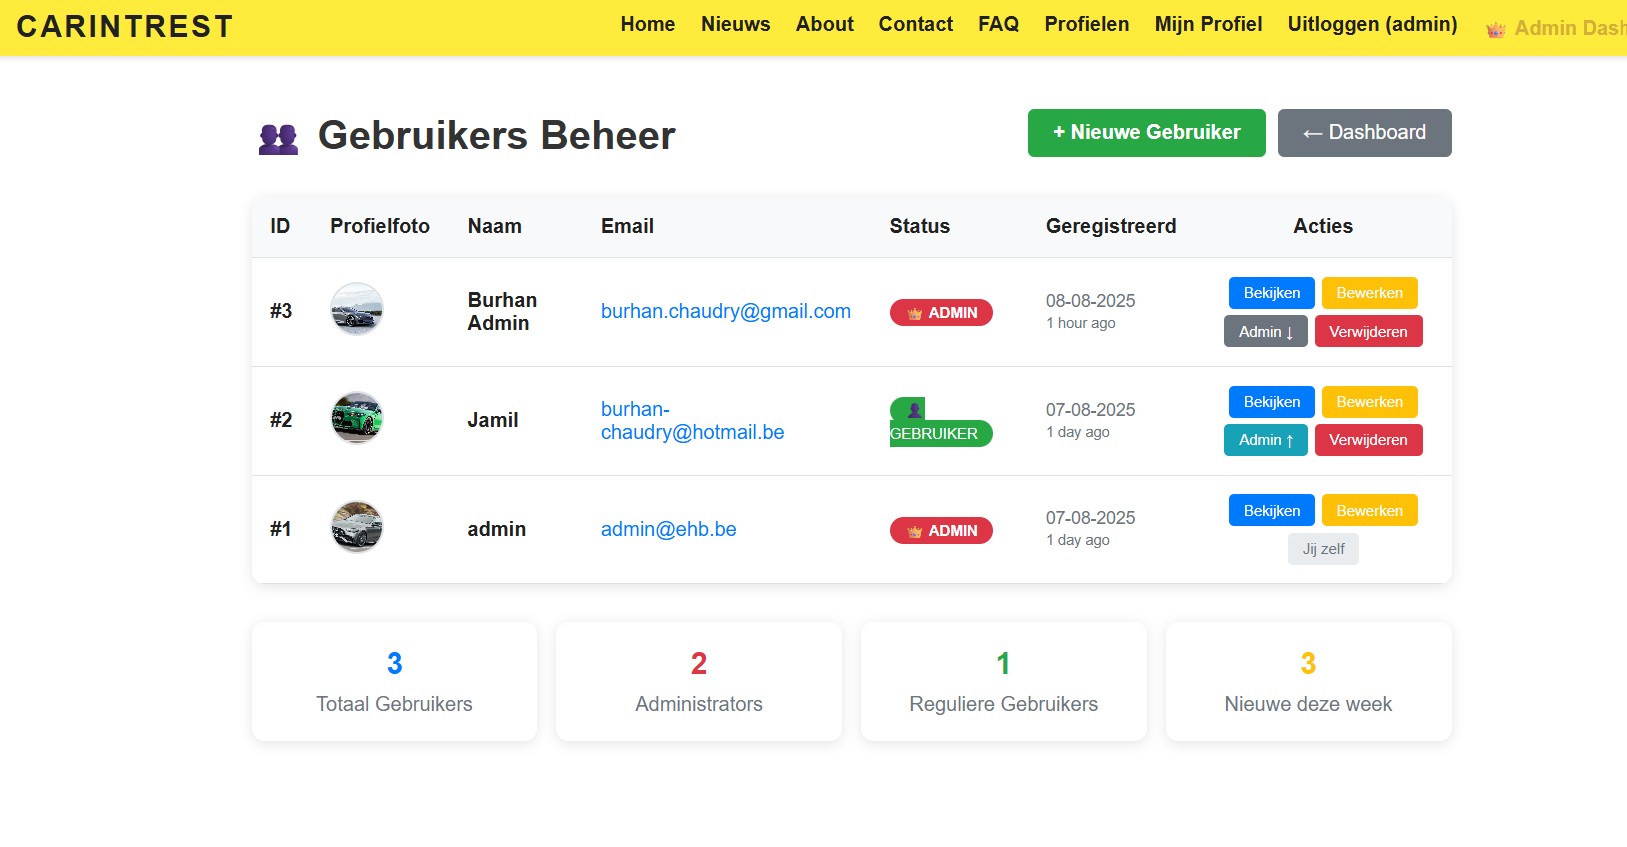 CARINTREST
Home Nieuws About Contact FAQ Profielen Mijn Profiel Uitloggen (admin) 👑 Admin Dash
👥 Gebruikers Beheer
+ Nieuwe Gebruiker
← Dashboard
ID Profielfoto Naam Email Status Geregistreerd Acties
#3
Burhan
Admin
burhan.chaudry@gmail.com
👑 ADMIN
08-08-2025
1 hour ago
Bekijken Bewerken
Admin ↓ Verwijderen
#2
Jamil
burhan-
chaudry@hotmail.be
👤
GEBRUIKER
07-08-2025
1 day ago
Bekijken Bewerken
Admin ↑ Verwijderen
#1
admin
admin@ehb.be
👑 ADMIN
07-08-2025
1 day ago
Bekijken Bewerken
Jij zelf
3
Totaal Gebruikers
2
Administrators
1
Reguliere Gebruikers
3
Nieuwe deze week